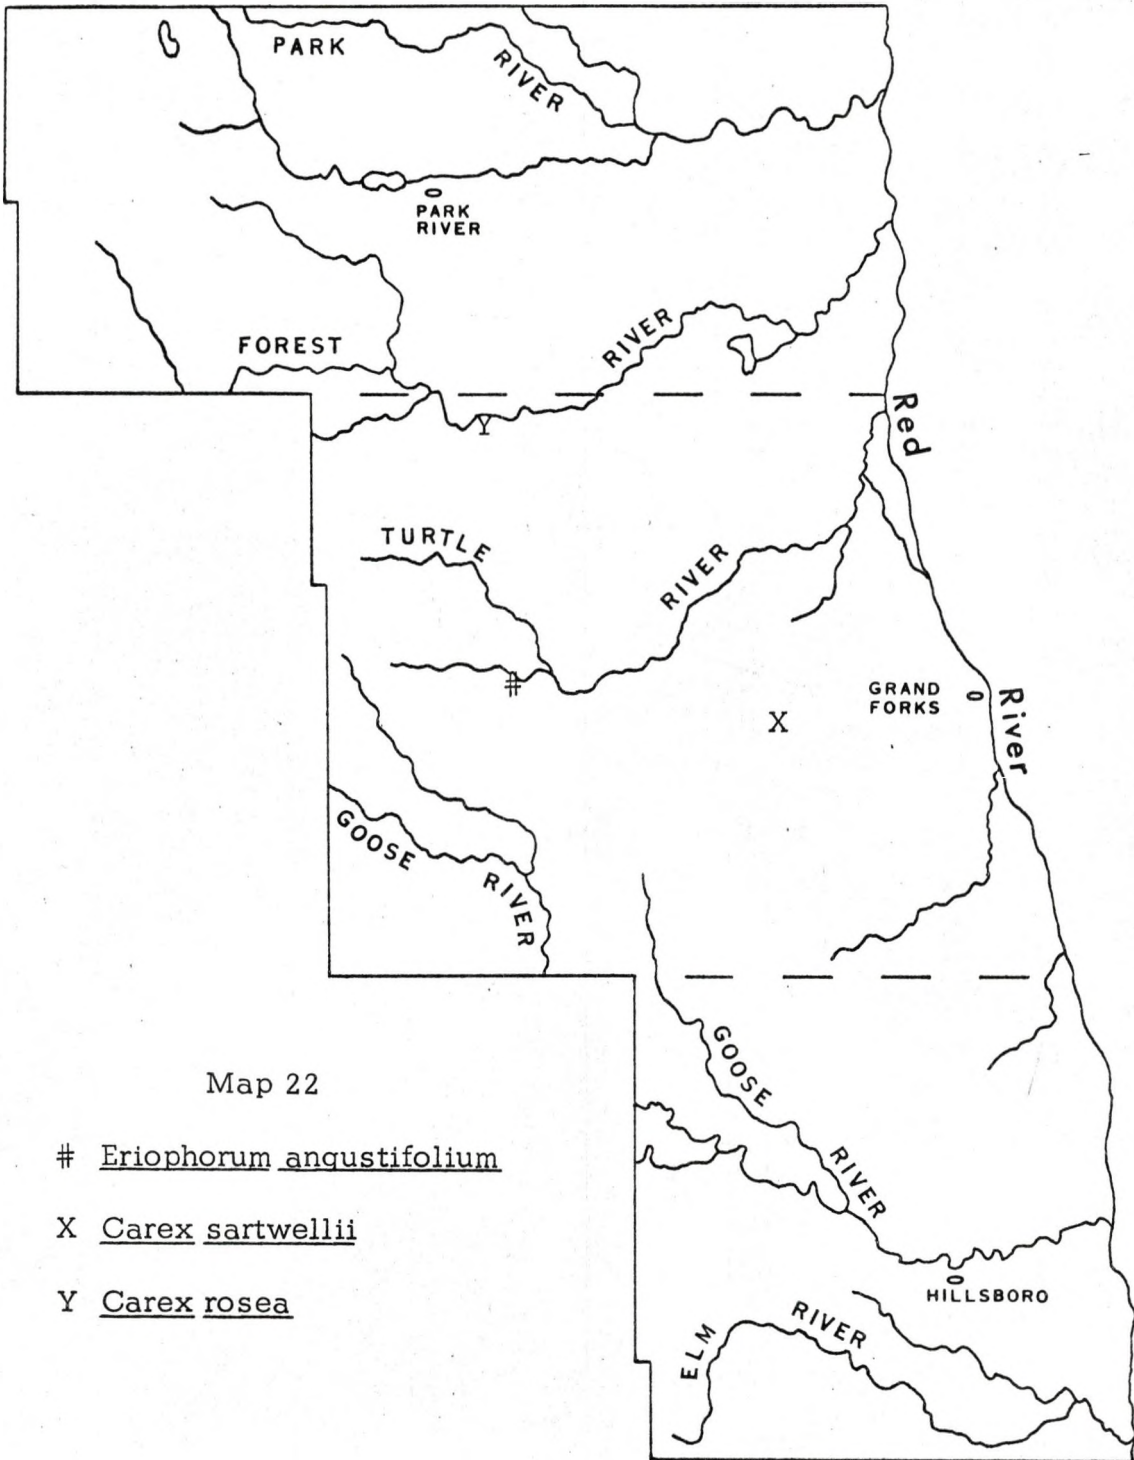 PARK
RIVER
PARK
RIVER
FOREST
RIVER
Y
Red
TURTLE
RIVER
#
GRAND
FORKS
River
X
GOOSE
RIVER
GOOSE
RIVER
Map 22
# Eriophorum angustifolium
X Carex sartwellii
Y Carex rosea
HILLSBORO
ELM
RIVER